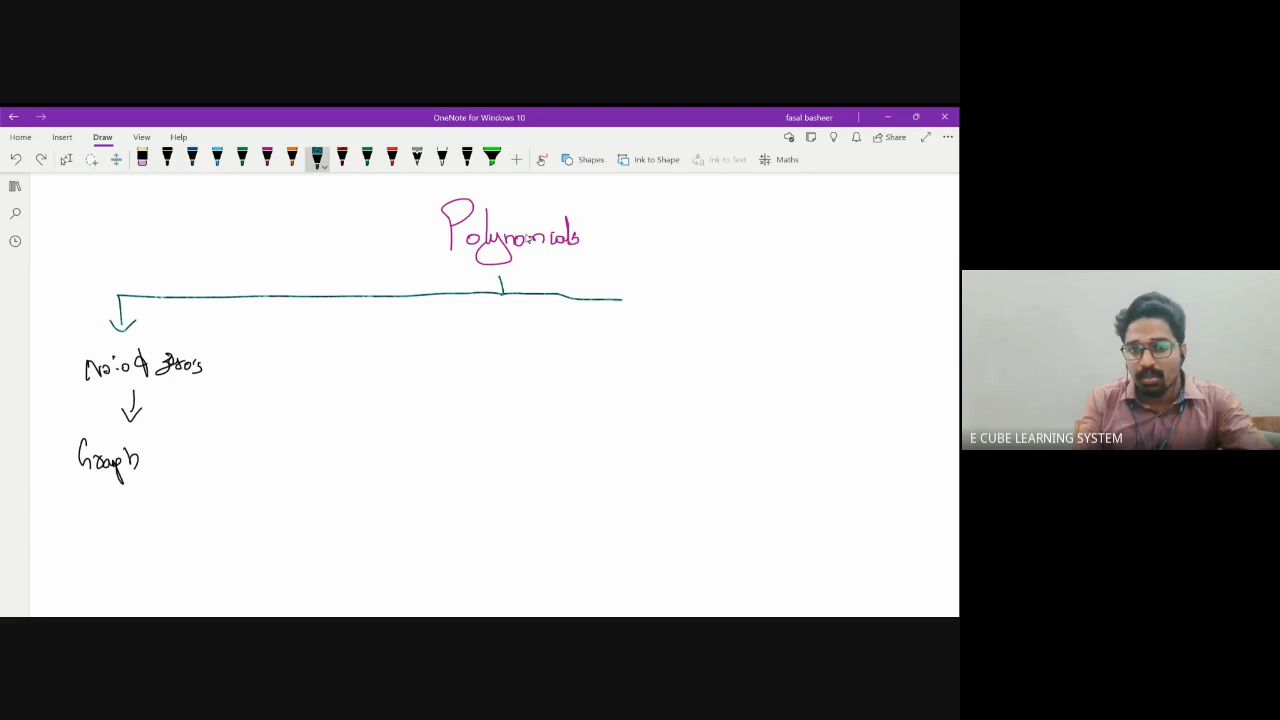 OneNote for Windows 10
fasal basheer
Home Insert Draw View Help
Share
Shapes Ink to Shape Ink to Text Maths
Polynomials
No: of zero's
Graph
E CUBE LEARNING SYSTEM